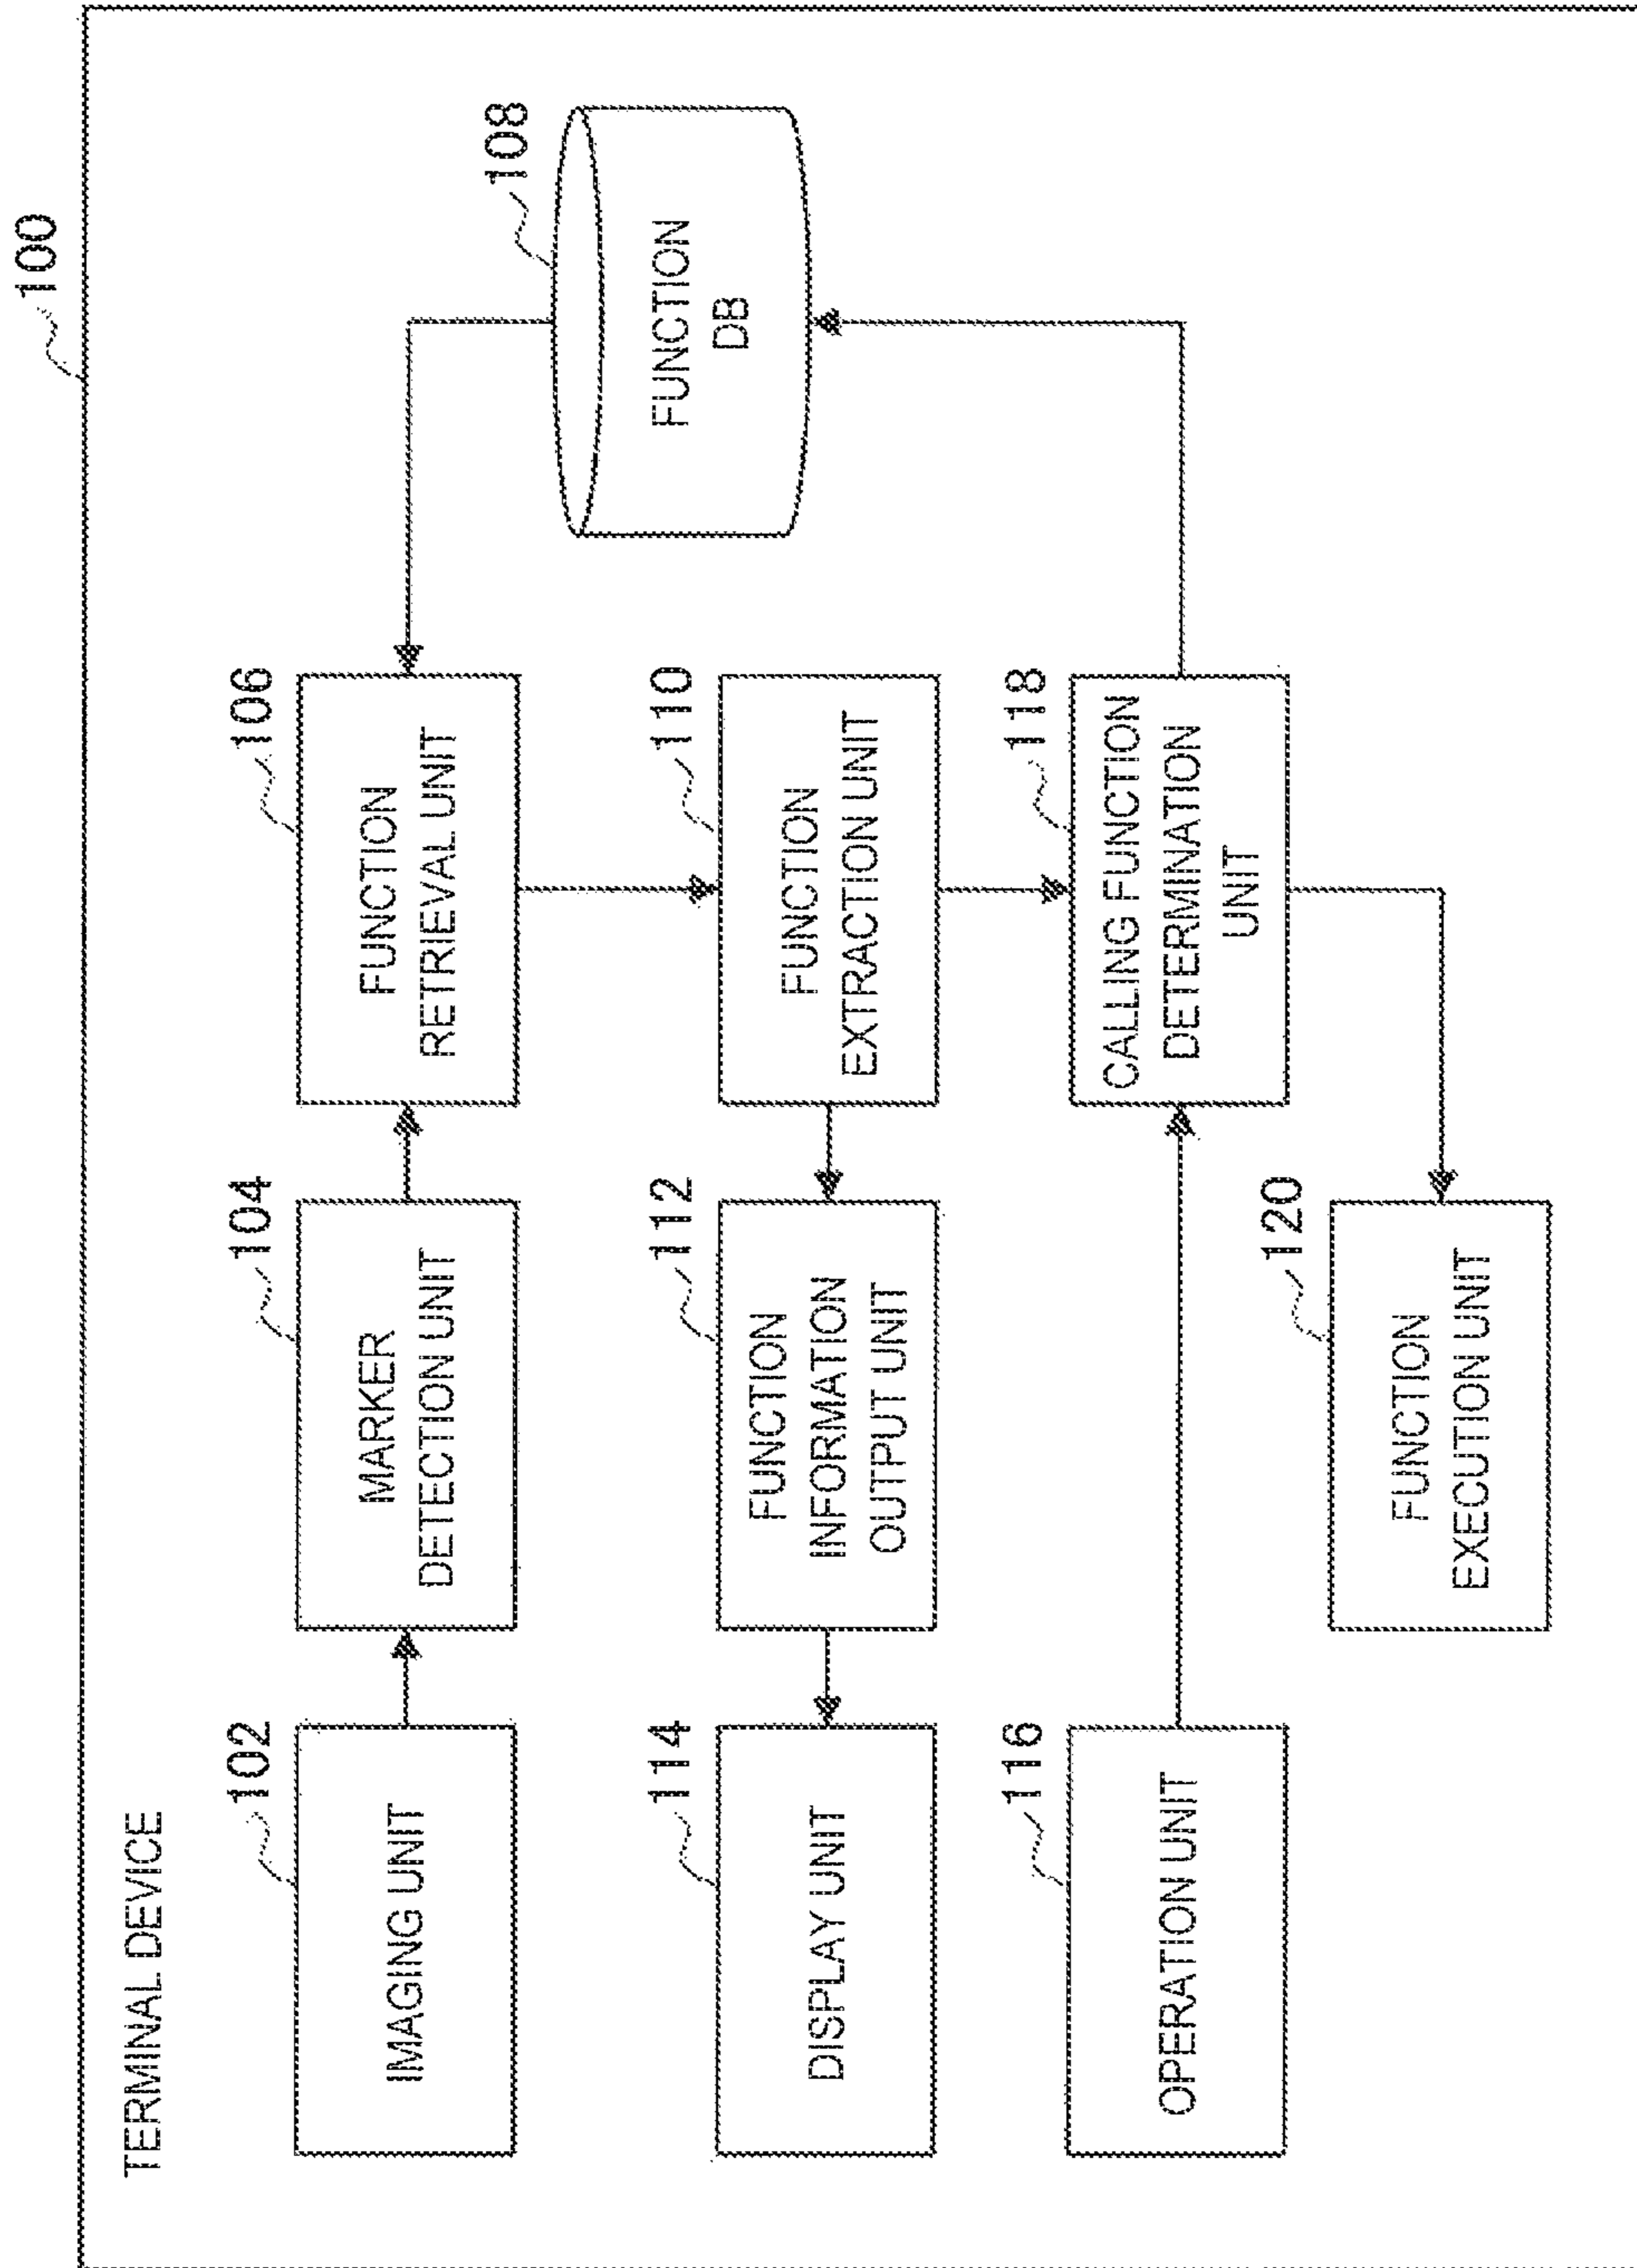 100
TERMINAL DEVICE
102
IMAGING UNIT
104
MARKER
DETECTION UNIT
106
FUNCTION
RETRIEVAL UNIT
108
FUNCTION
DB
114
DISPLAY UNIT
112
FUNCTION
INFORMATION
OUTPUT UNIT
110
FUNCTION
EXTRACTION UNIT
116
OPERATION UNIT
118
CALLING FUNCTION
DETERMINATION
UNIT
120
FUNCTION
EXECUTION UNIT